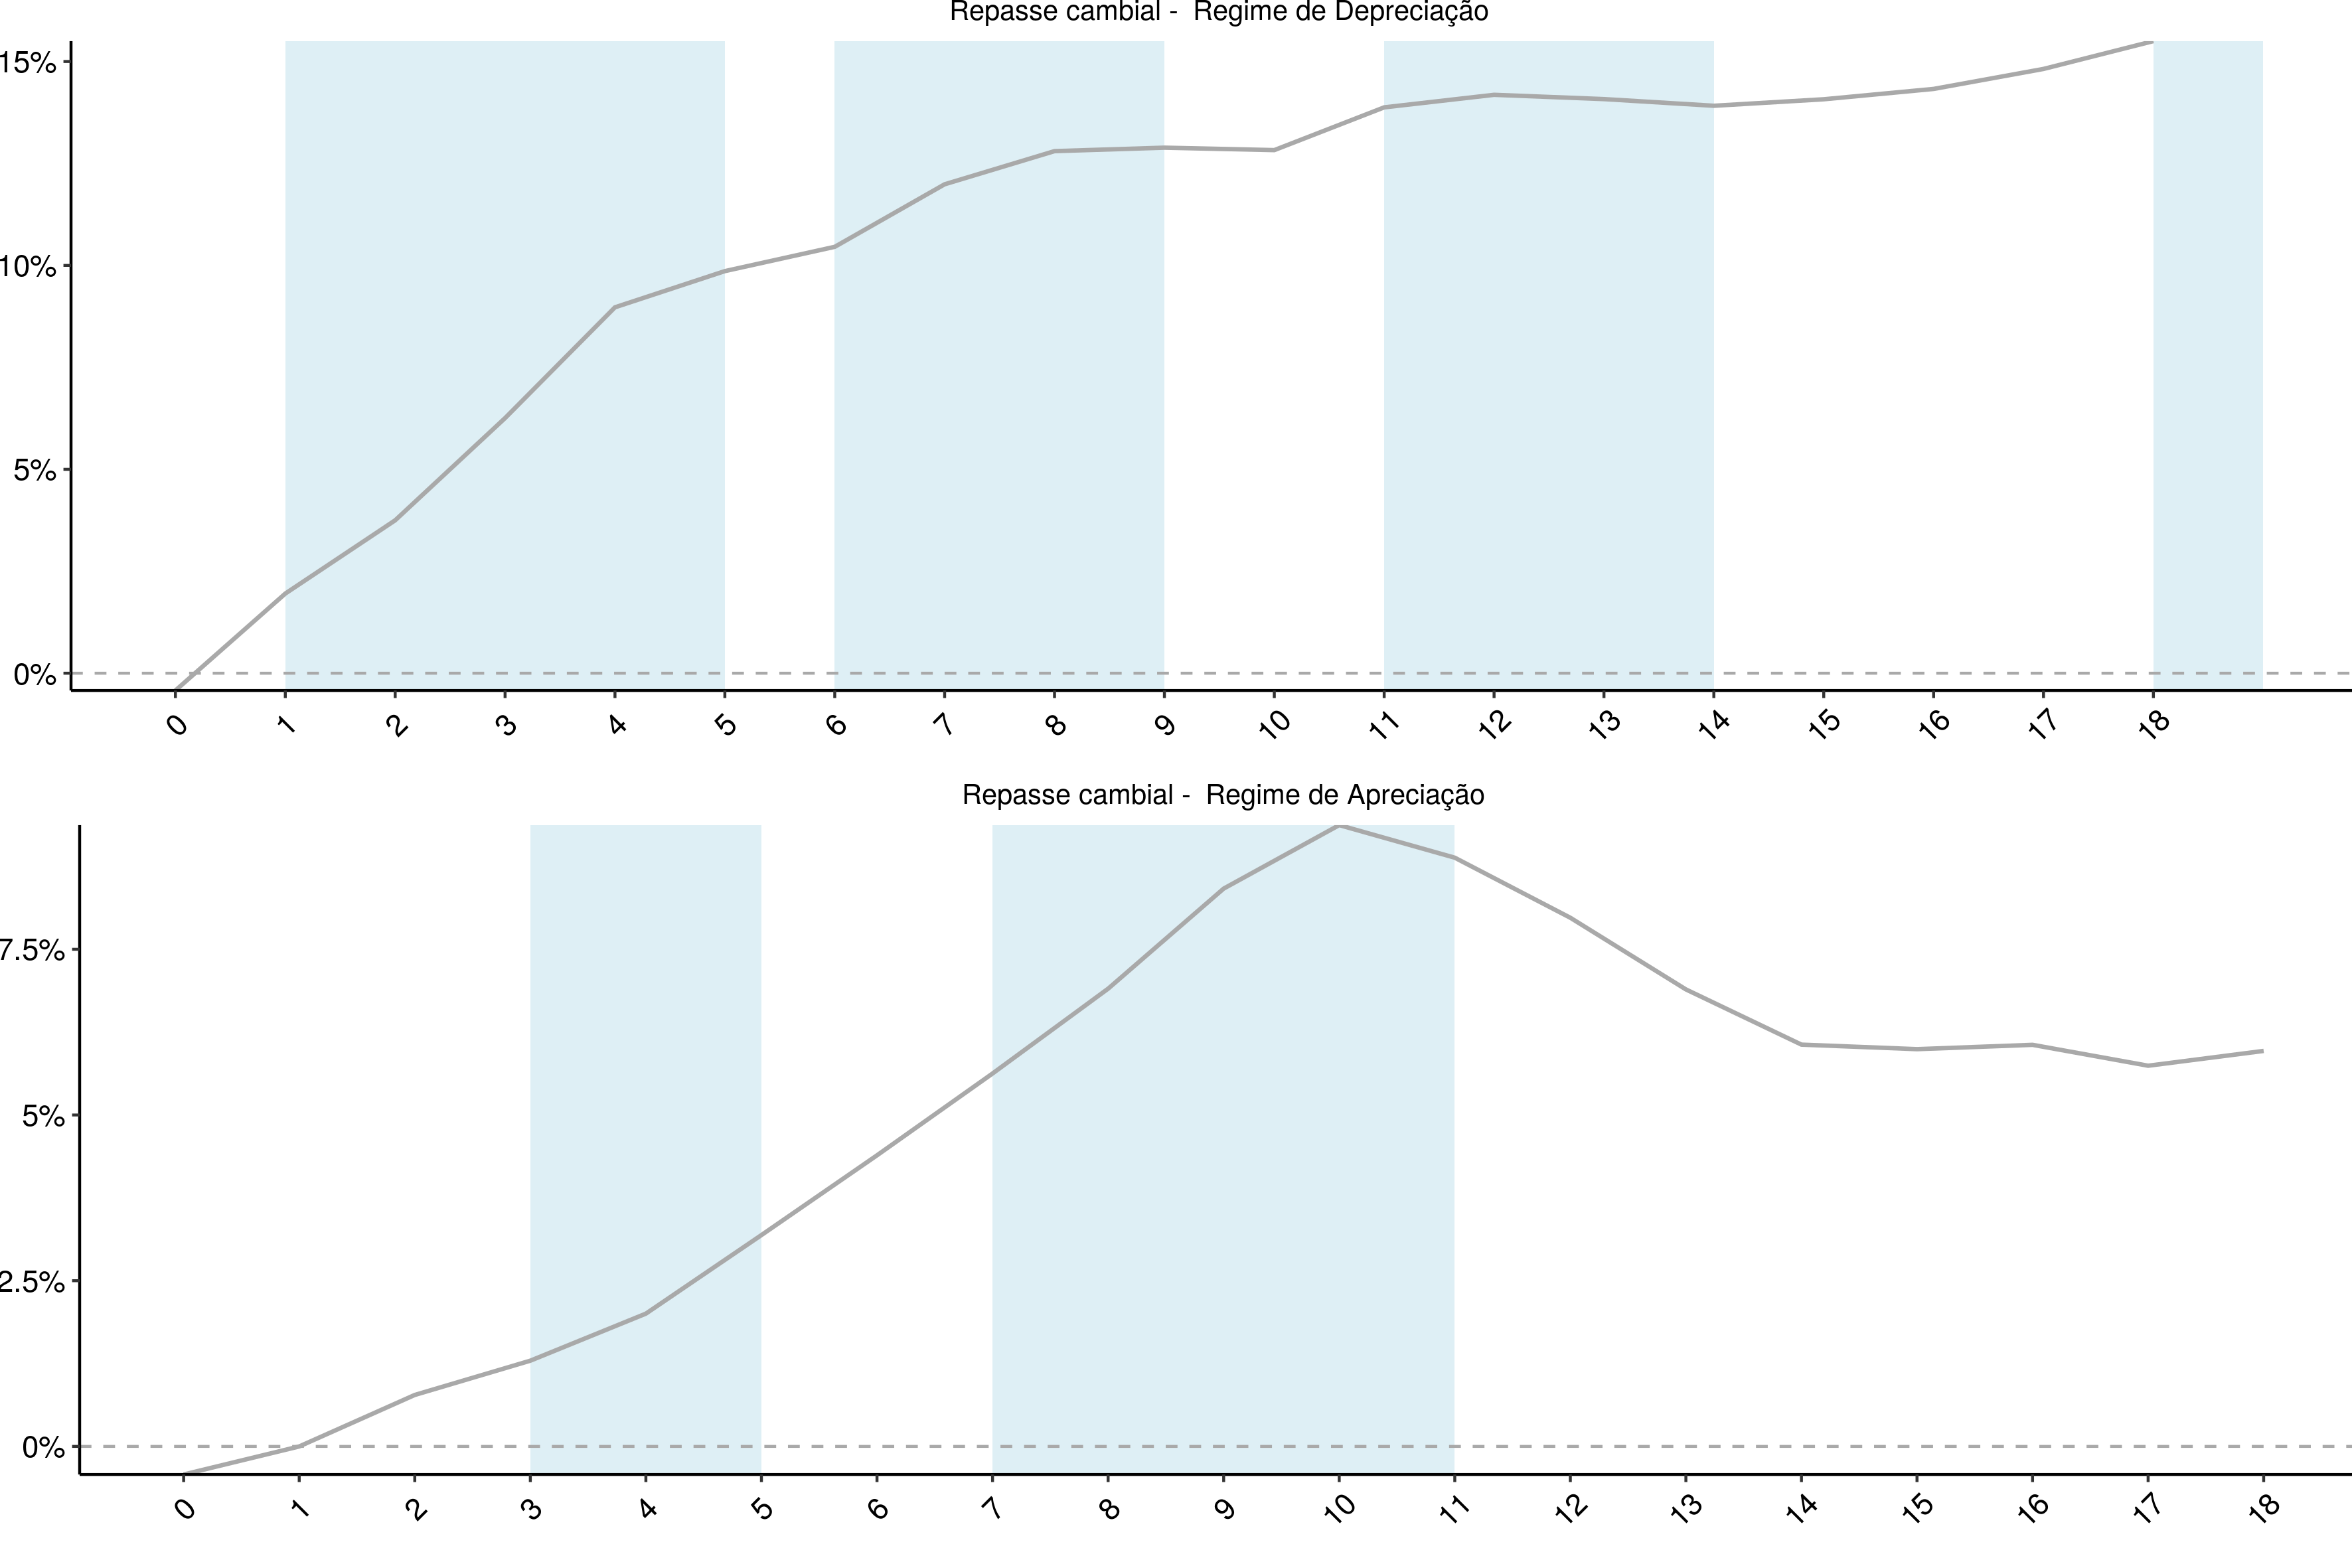 Repasse cambial -  Regime de Depreciação
15%
10%
5%
0%
0 1 2 3 4 5 6 7 8 9 10 11 12 13 14 15 16 17 18
Repasse cambial -  Regime de Apreciação
7.5%
5%
2.5%
0%
0 1 2 3 4 5 6 7 8 9 10 11 12 13 14 15 16 17 18